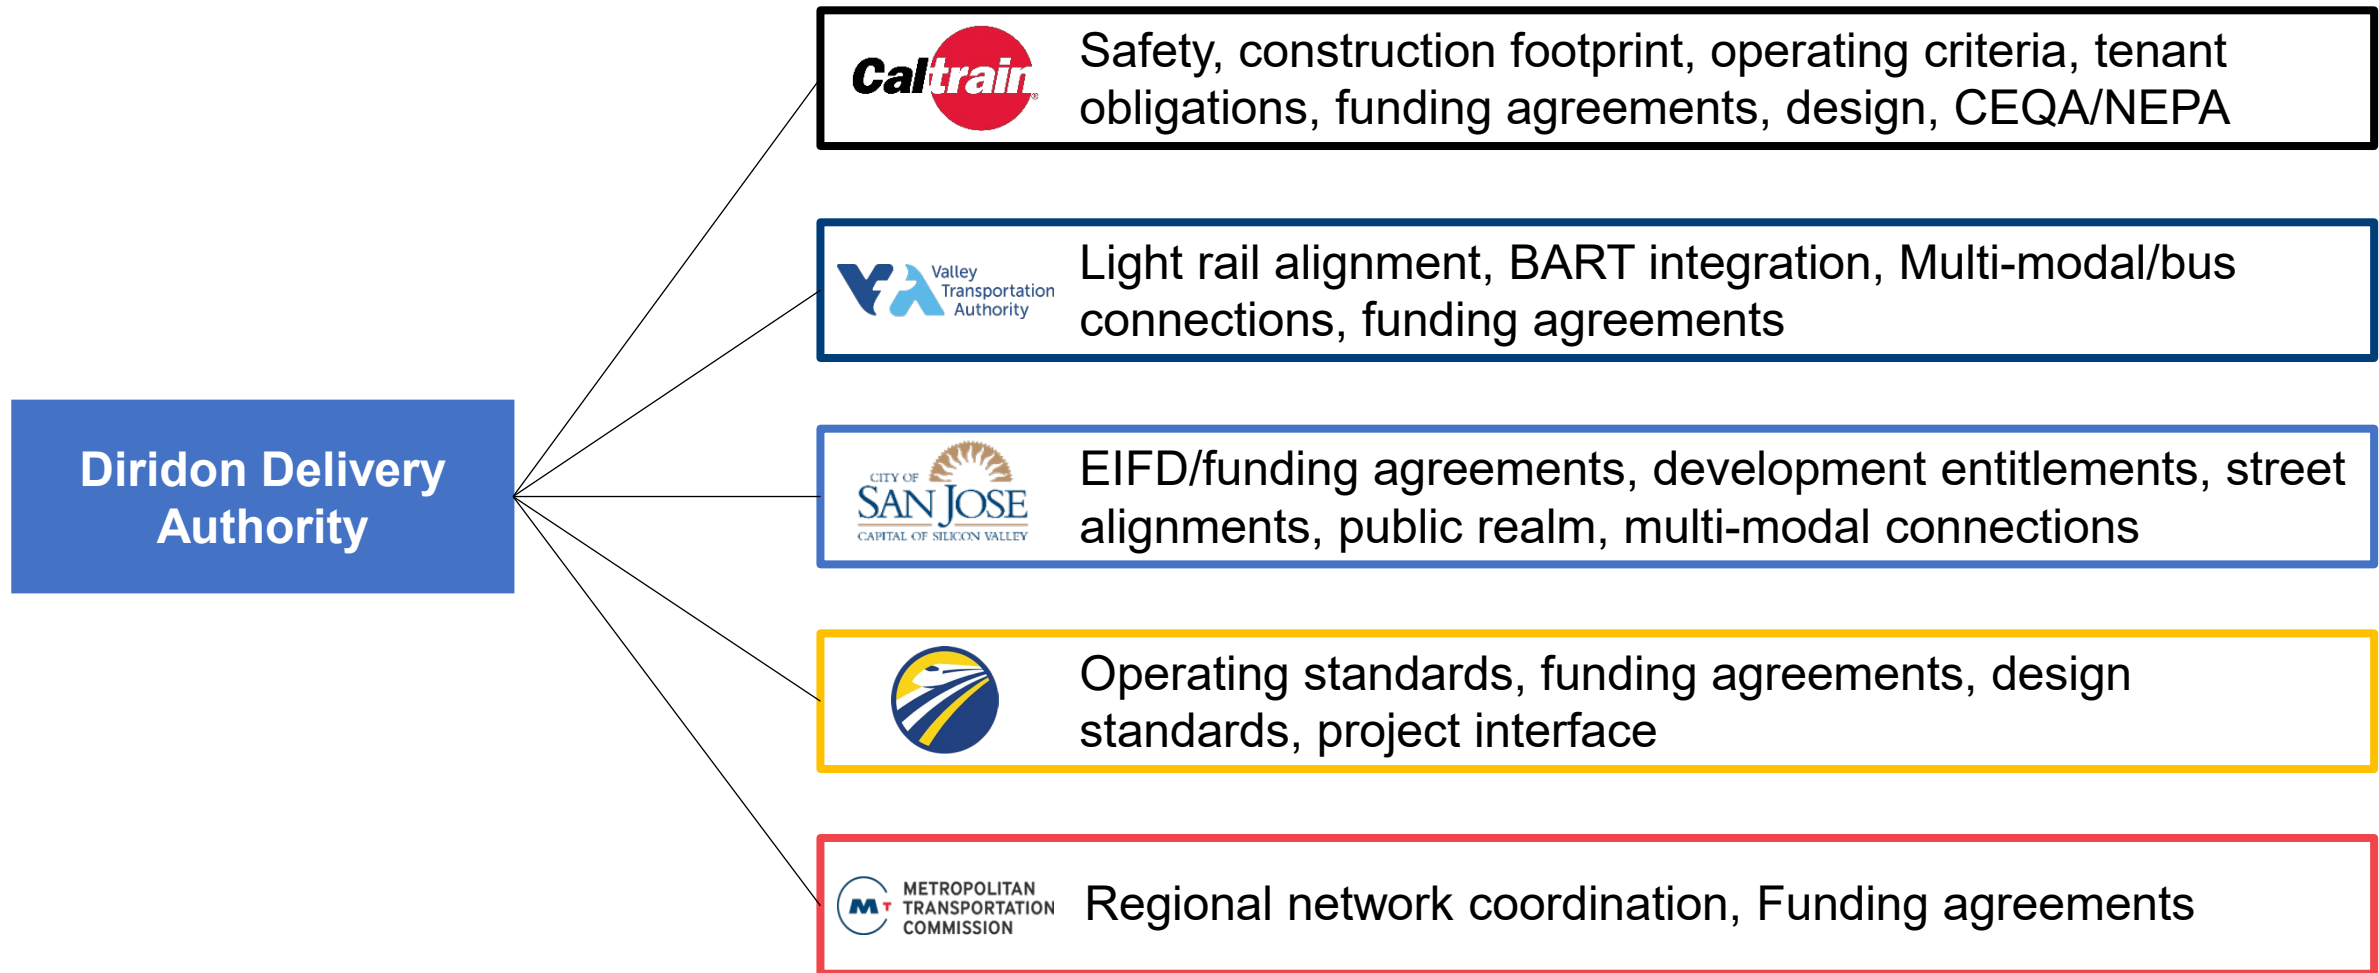 Diridon Delivery
Authority
Caltrain
Safety, construction footprint, operating criteria, tenant
obligations, funding agreements, design, CEQA/NEPA
VTA
Valley
Transportation
Authority
Light rail alignment, BART integration, Multi-modal/bus
connections, funding agreements
CITY OF
SAN JOSE
CAPITAL OF SILICON VALLEY
EIFD/funding agreements, development entitlements, street
alignments, public realm, multi-modal connections
Operating standards, funding agreements, design
standards, project interface
MT
METROPOLITAN
TRANSPORTATION
COMMISSION
Regional network coordination, Funding agreements